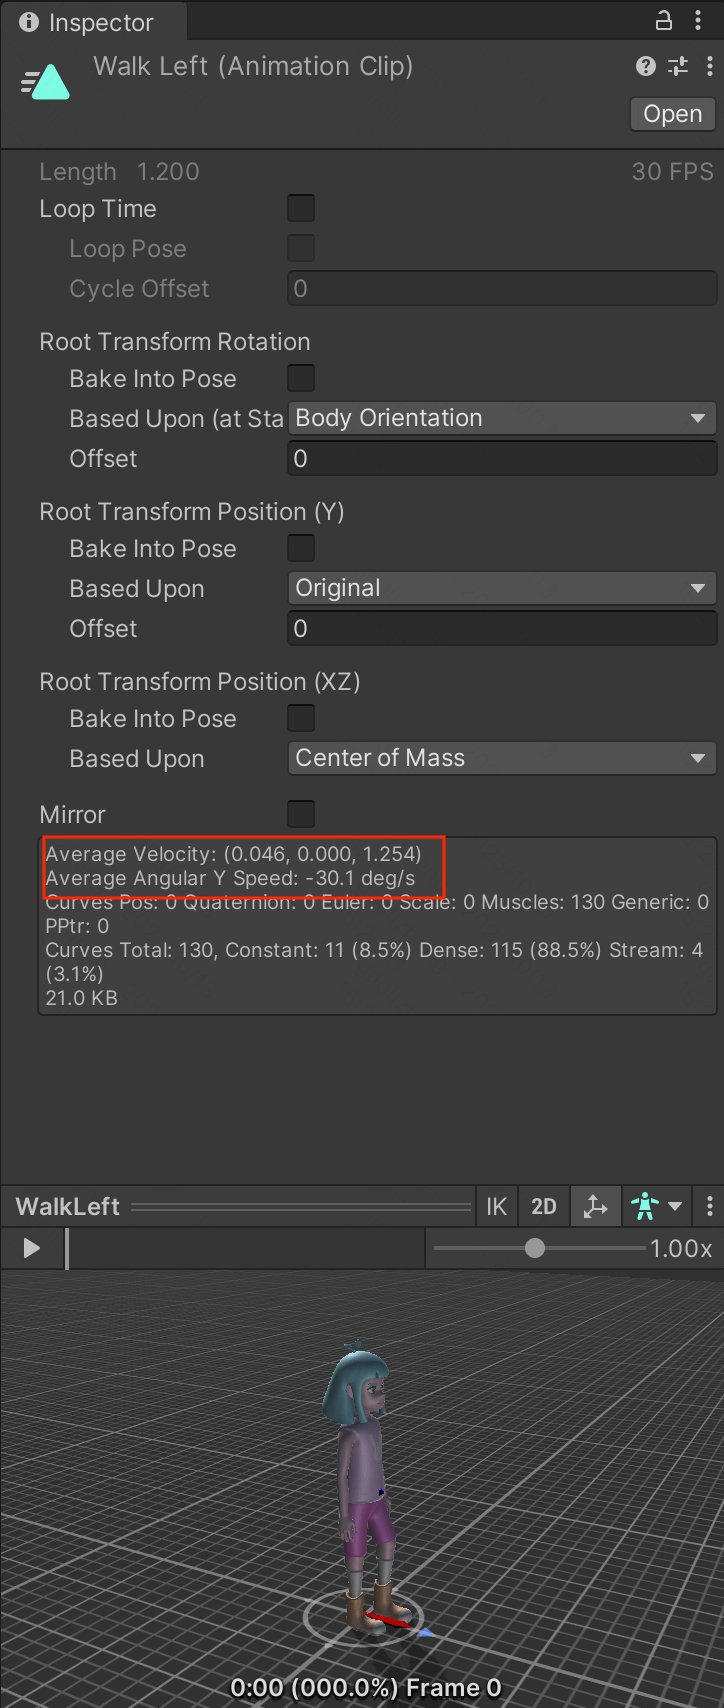 Inspector
Walk Left (Animation Clip)
Open
Length 1.200 30 FPS
Loop Time
Loop Pose
Cycle Offset 0
Root Transform Rotation
Bake Into Pose
Based Upon (at Sta Body Orientation
Offset 0
Root Transform Position (Y)
Bake Into Pose
Based Upon Original
Offset 0
Root Transform Position (XZ)
Bake Into Pose
Based Upon Center of Mass
Mirror
Average Velocity: (0.046, 0.000, 1.254)
Average Angular Y Speed: -30.1 deg/s
Curves Pos: 0 Quaternion: 0 Euler: 0 Scale: 0 Muscles: 130 Generic: 0
PPtr: 0
Curves Total: 130, Constant: 11 (8.5%) Dense: 115 (88.5%) Stream: 4
(3.1%)
21.0 KB
WalkLeft IK 2D
1.00x
0:00 (000.0%) Frame 0